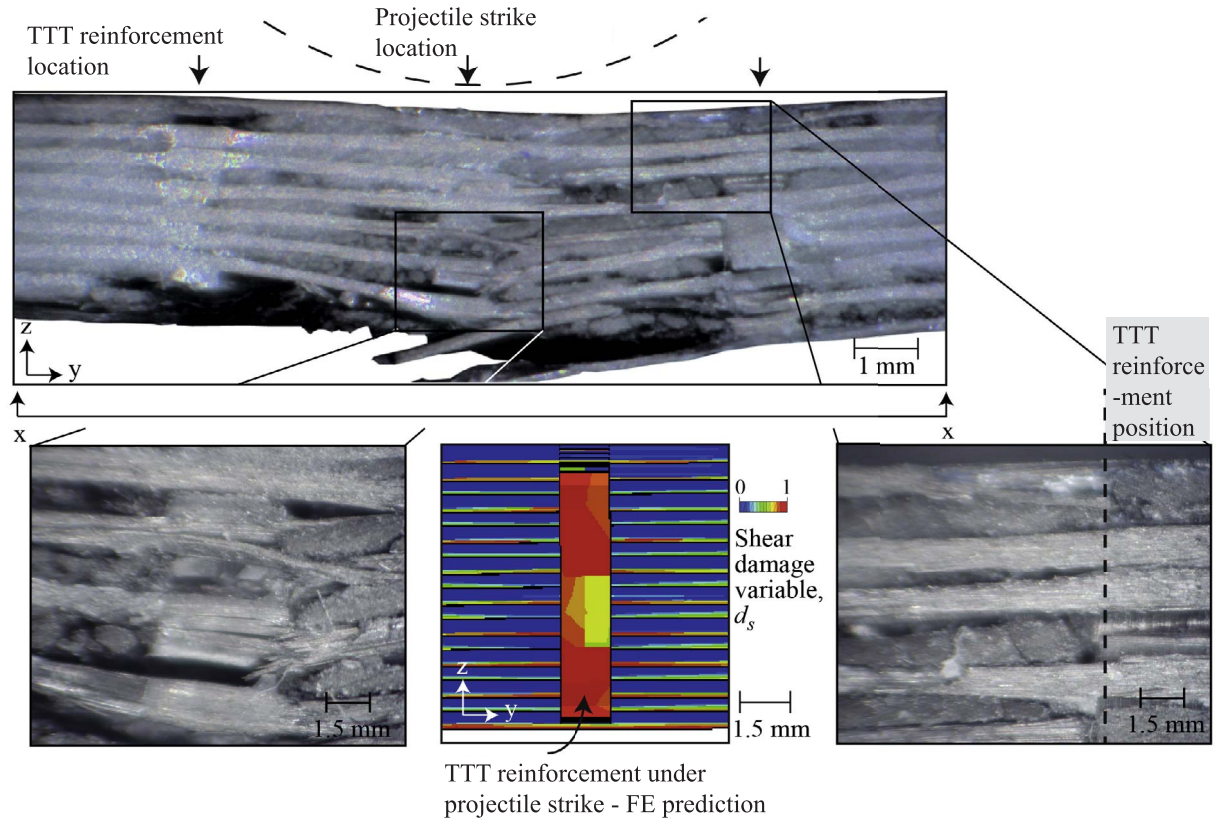 TTT reinforcement
location
Projectile strike
location
z
y
1 mm
x
x
TTT
reinforce
-ment
position
1.5 mm
0 1
Shear
damage
variable,
dₛ
z
y
1.5 mm
1.5 mm
TTT reinforcement under
projectile strike - FE prediction